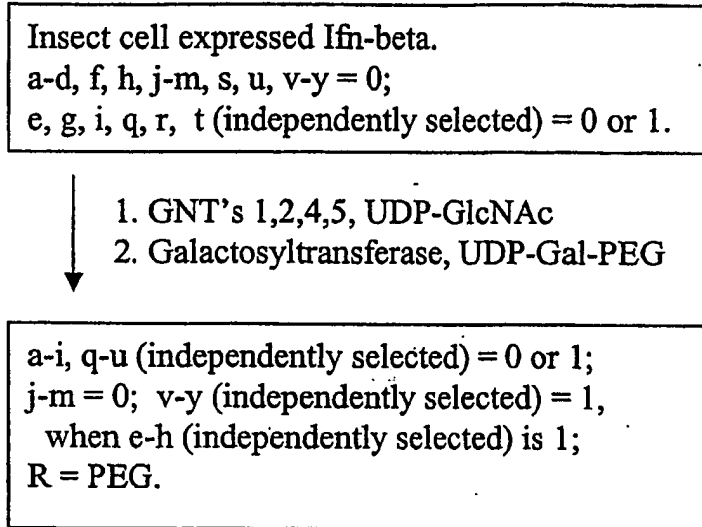 Insect cell expressed Ifn-beta.
a-d, f, h, j-m, s, u, v-y = 0;
e, g, i, q, r, t (independently selected) = 0 or 1.
1. GNT's 1,2,4,5, UDP-GlcNAc
2. Galactosyltransferase, UDP-Gal-PEG
a-i, q-u (independently selected) = 0 or 1;
j-m = 0; v-y (independently selected) = 1,
when e-h (independently selected) is 1;
R = PEG.